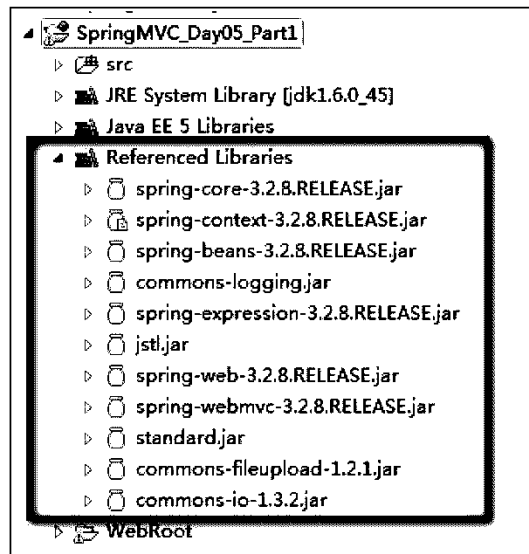 SpringMVC_Day05_Part1
src
JRE System Library [jdk1.6.0_45]
Java EE 5 Libraries
Referenced Libraries
spring-core-3.2.8.RELEASE.jar
spring-context-3.2.8.RELEASE.jar
spring-beans-3.2.8.RELEASE.jar
commons-logging.jar
spring-expression-3.2.8.RELEASE.jar
jstl.jar
spring-web-3.2.8.RELEASE.jar
spring-webmvc-3.2.8.RELEASE.jar
standard.jar
commons-fileupload-1.2.1.jar
commons-io-1.3.2.jar
WebRoot